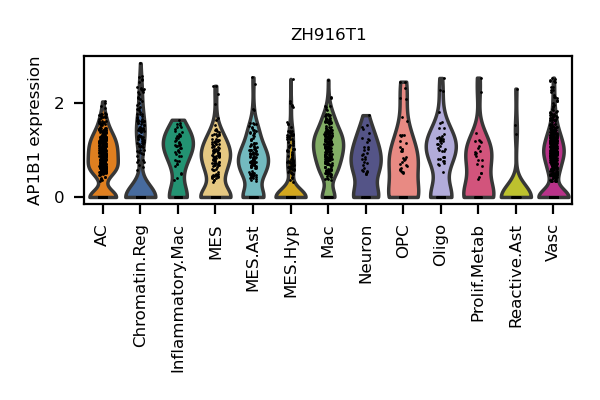 ZH916T1
AP1B1 expression
2
0
AC
Chromatin.Reg
Inflammatory.Mac
MES
MES.Ast
MES.Hyp
Mac
Neuron
OPC
Oligo
Prolif.Metab
Reactive.Ast
Vasc